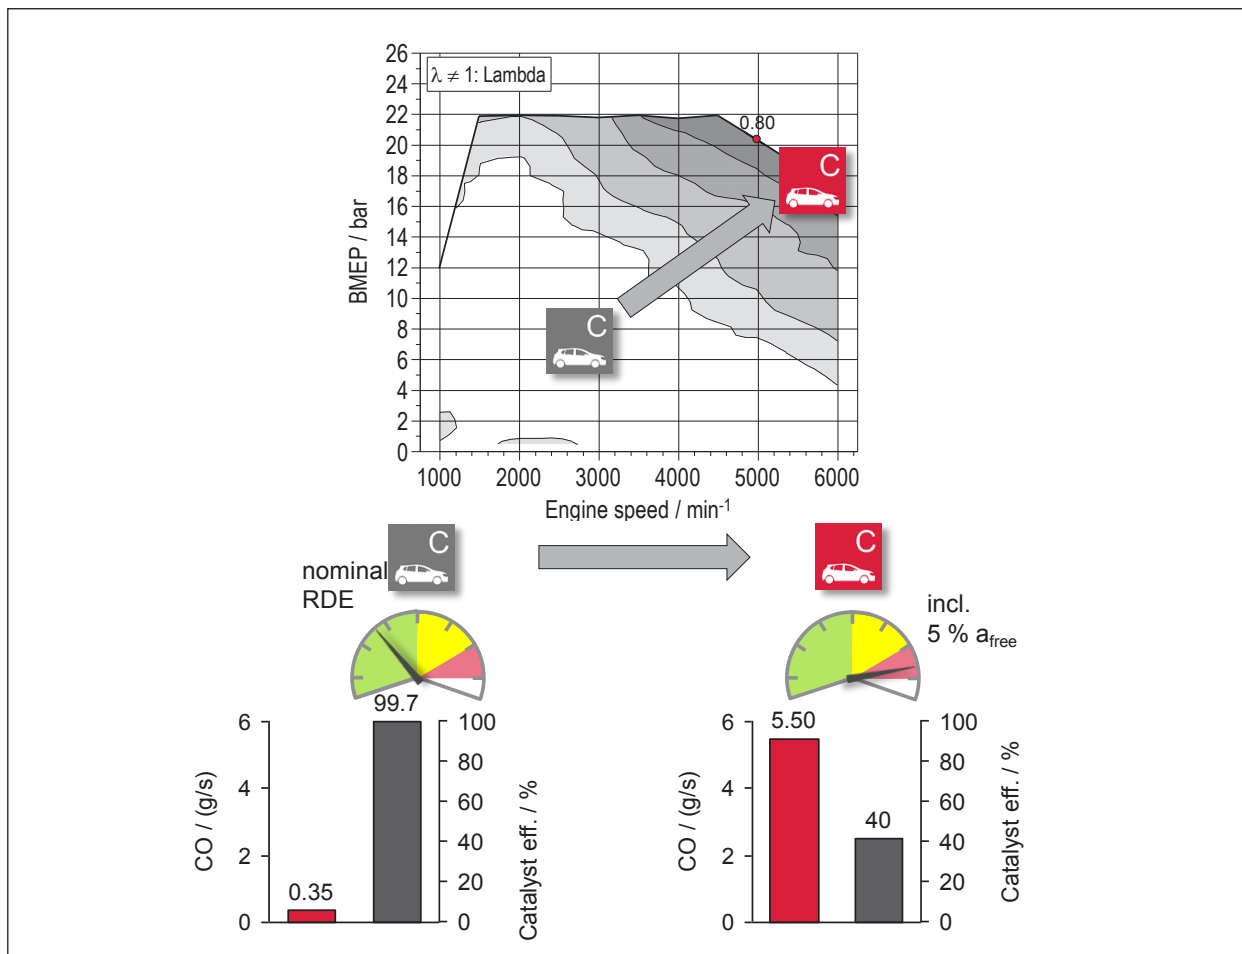 26
24
22
20
18
16
14
12
10
8
6
4
2
0
BMEP / bar
λ ≠ 1: Lambda
0.80
C
C
1000 2000 3000 4000 5000 6000
Engine speed / min-1
C
C
nominal
RDE
incl.
5 % afree
6
4
2
0
CO / (g/s)
0.35
99.7
100
80
60
40
20
0
Catalyst eff. / %
6
4
2
0
CO / (g/s)
5.50
40
100
80
60
40
20
0
Catalyst eff. / %